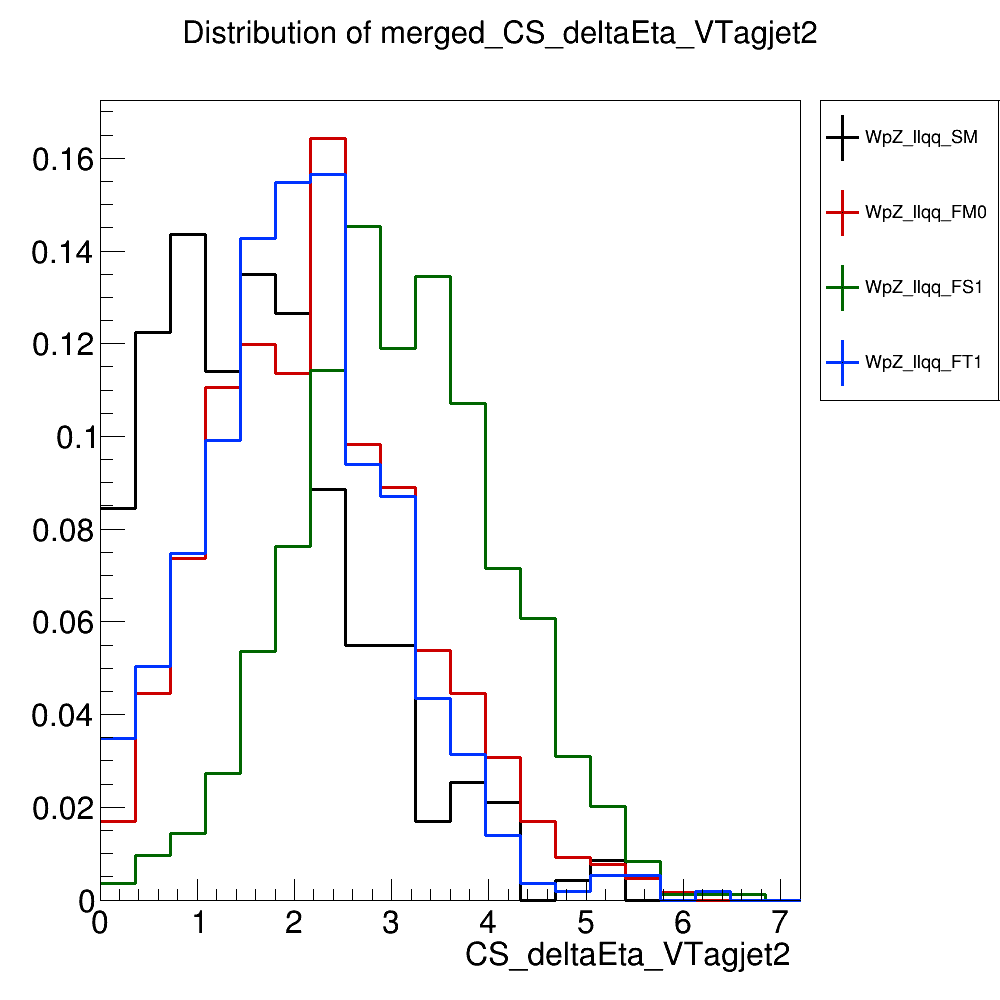 Distribution of merged_CS_deltaEta_VTagjet2
WpZ_llqq_SM
WpZ_llqq_FM0
WpZ_llqq_FS1
WpZ_llqq_FT1
0.16
0.14
0.12
0.1
0.08
0.06
0.04
0.02
0
0 1 2 3 4 5 6 7
CS_deltaEta_VTagjet2